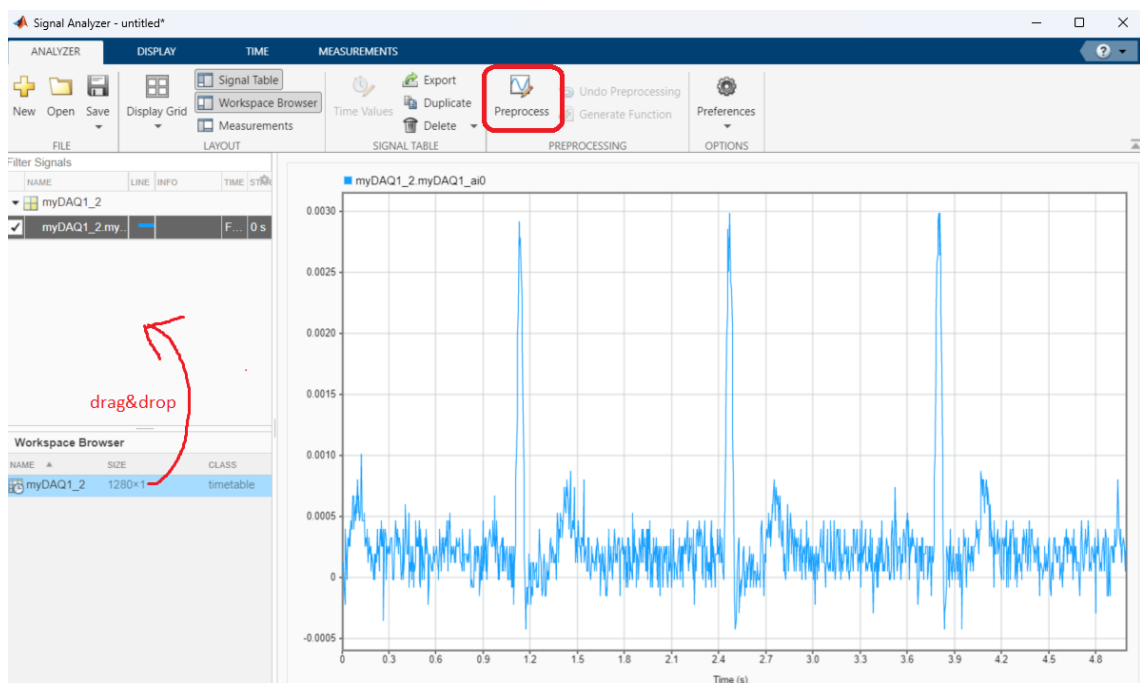 Signal Analyzer - untitled*
ANALYZER DISPLAY TIME MEASUREMENTS
New Open Save
Display Grid
Signal Table
Workspace Browser
Measurements
Time Values
Export
Duplicate
Delete
Preprocess
Undo Preprocessing
Generate Function
Preferences
FILE LAYOUT SIGNAL TABLE PREPROCESSING OPTIONS
Filter Signals
NAME LINE INFO TIME
myDAQ1_2
myDAQ1_2.my.. F... 0 s
drag&drop
Workspace Browser
NAME SIZE CLASS
myDAQ1_2 1280×1 timetable
myDAQ1_2.myDAQ1_ai0
0.0030
0.0025
0.0020
0.0015
0.0010
0.0005
0
-0.0005
0 0.3 0.6 0.9 1.2 1.5 1.8 2.1 2.4 2.7 3.0 3.3 3.6 3.9 4.2 4.5 4.8
Time (s)